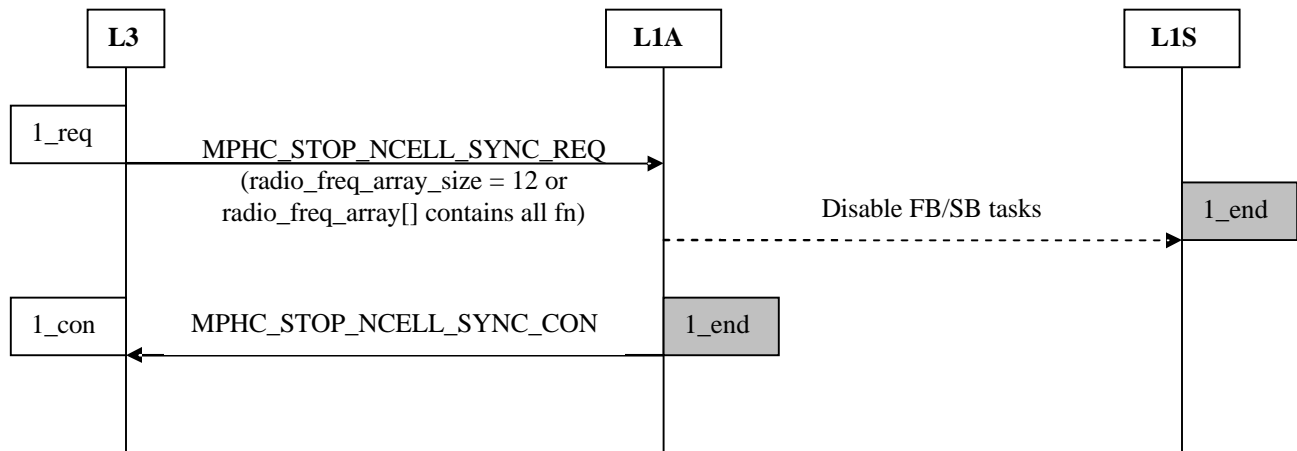 L3
L1A
L1S
1_req
MPHC_STOP_NCELL_SYNC_REQ
(radio_freq_array_size = 12 or
radio_freq_array[] contains all fn)
Disable FB/SB tasks
1_end
1_con
MPHC_STOP_NCELL_SYNC_CON
1_end